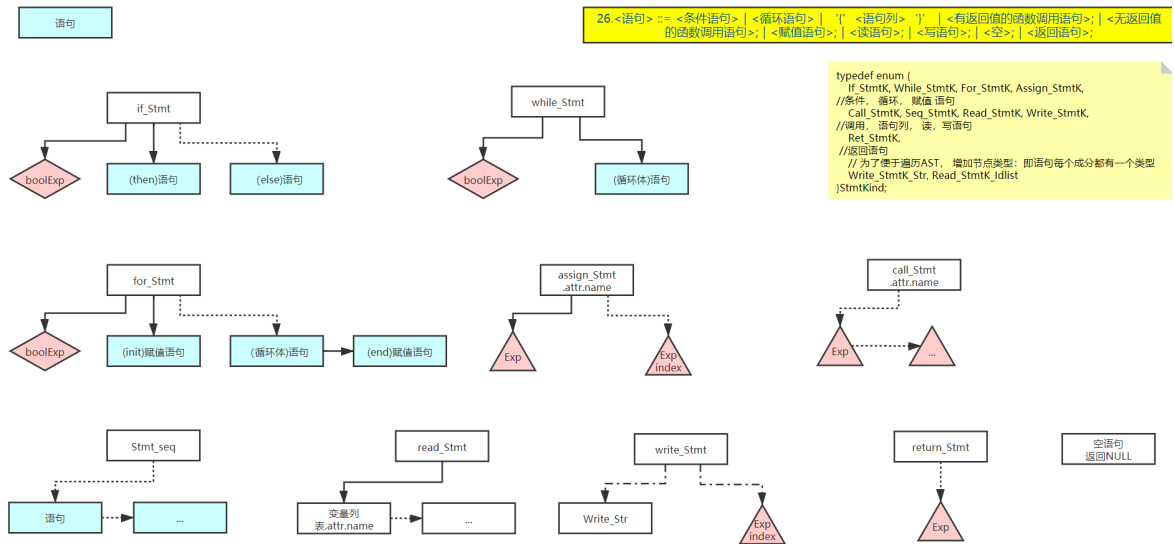 语句
26.<语句> ::= <条件语句> | <循环语句> | ‘{’ <语句列> ‘}’ | <有返回值的函数调用语句>; | <无返回值
的函数调用语句>; | <赋值语句>; | <读语句>; | <写语句>; | <空>; | <返回语句>;
typedef enum {
If_StmtK, While_StmtK, For_StmtK, Assign_StmtK,
//条件， 循环， 赋值 语句
Call_StmtK, Seq_StmtK, Read_StmtK, Write_StmtK,
//调用， 语句列， 读，写语句
Ret_StmtK,
//返回语句
// 为了便于遍历AST， 增加节点类型：即语句每个成分都有一个类型
Write_StmtK_Str, Read_StmtK_Idlist
}StmtKind;
if_Stmt
boolExp
(then)语句
(else)语句
while_Stmt
boolExp
(循环体)语句
for_Stmt
boolExp
(init)赋值语句
(循环体)语句
(end)赋值语句
assign_Stmt
.attr.name
Exp
Exp
index
call_Stmt
.attr.name
Exp
...
Stmt_seq
语句
...
read_Stmt
变量列
表.attr.name
...
write_Stmt
Write_Str
Exp
index
return_Stmt
Exp
空语句
返回NULL